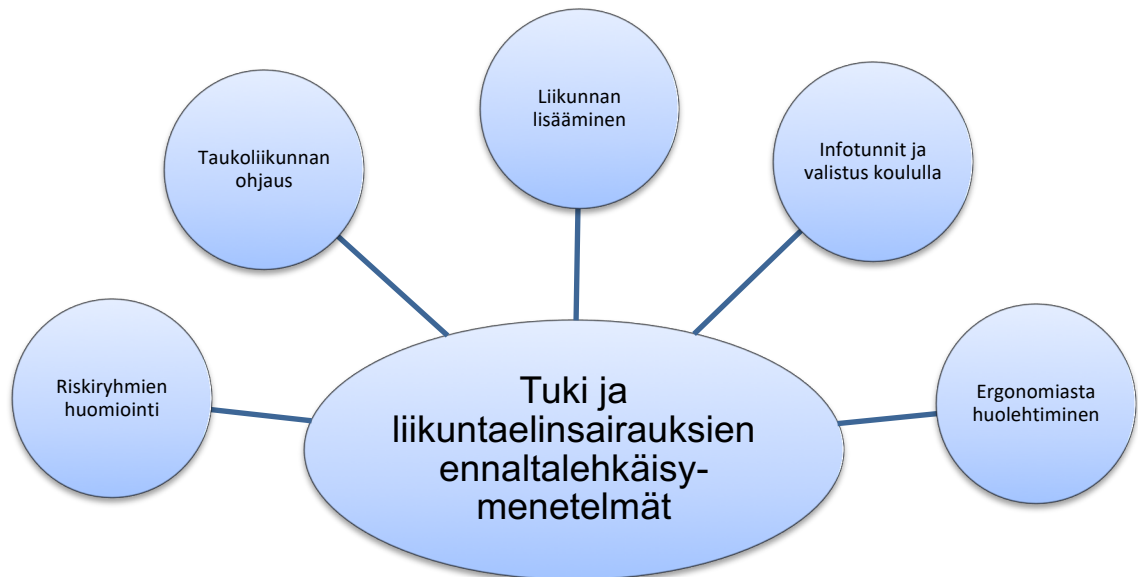 Liikunnan
lisääminen
Taukoliikunnan
ohjaus
Infotunnit ja
valistus koululla
Riskiryhmien
huomiointi
Ergonomiasta
huolehtiminen
Tuki ja
liikuntaelinsairauksien
ennaltalehkäisy-
menetelmät